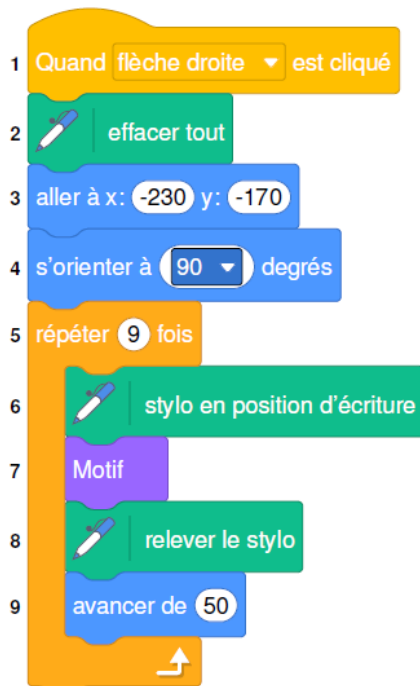 1 Quand flèche droite est cliqué
2 effacer tout
3 aller à x: -230 y: -170
4 s'orienter à 90 degrés
5 répéter 9 fois
6 stylo en position d'écriture
7 Motif
8 relever le stylo
9 avancer de 50